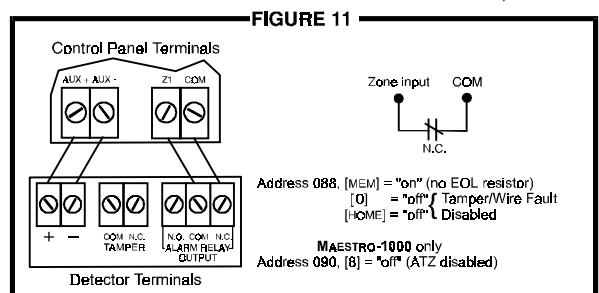 FIGURE 11
Control Panel Terminals
AUX + AUX -
Z1 COM
Zone input COM
N.C.
Address 088, [MEM] = "on" (no EOL resistor)
[0] = "off" { Tamper/Wire Fault
[HOME] = "off" Disabled
MAESTRO-1000 only
Address 090, [8] = "off" (ATZ disabled)
+ -
COM N.C.
TAMPER
N.O. COM N.C.
ALARM RELAY
OUTPUT
Detector Terminals